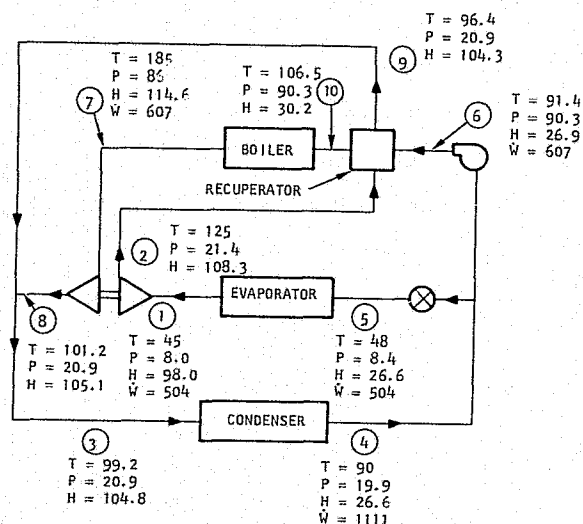 T = 96.4
P = 20.9
H = 104.3
9
T = 185
P = 86
H = 114.6
Ẇ = 607
7
T = 106.5
P = 90.3
H = 30.2
10
T = 91.4
P = 90.3
H = 26.9
Ẇ = 607
6
BOILER
RECUPERATOR
2
T = 125
P = 21.4
H = 108.3
EVAPORATOR
8
1
5
T = 101.2
P = 20.9
H = 105.1
T = 45
P = 8.0
H = 98.0
Ẇ = 504
T = 48
P = 8.4
H = 26.6
Ẇ = 504
CONDENSER
3
4
T = 99.2
P = 20.9
H = 104.8
T = 90
P = 19.9
H = 26.6
Ẇ = 1111